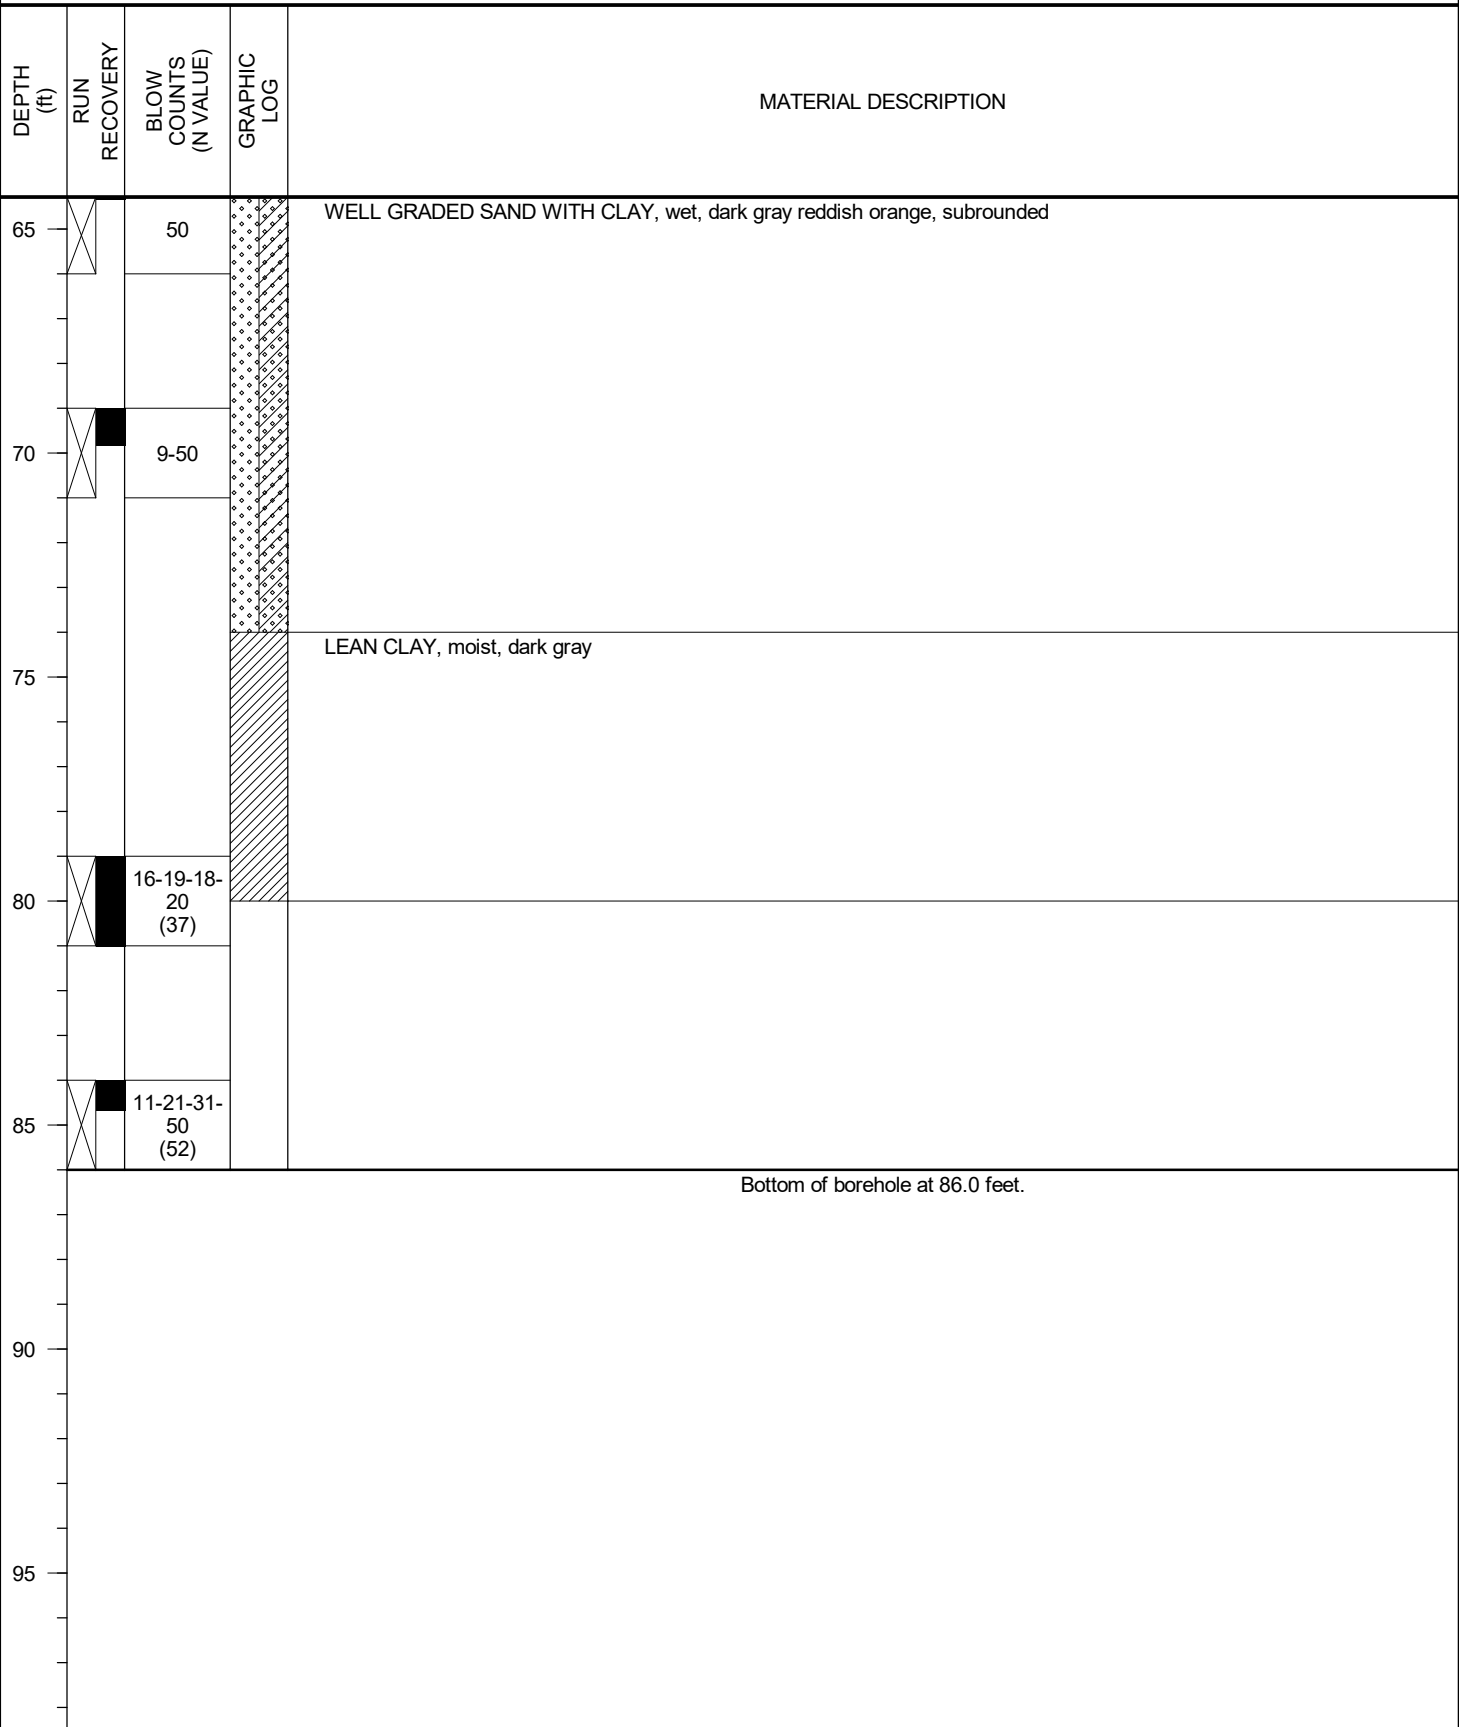 DEPTH
(ft)
RUN
RECOVERY
BLOW
COUNTS
(N VALUE)
GRAPHIC
LOG
MATERIAL DESCRIPTION
WELL GRADED SAND WITH CLAY, wet, dark gray reddish orange, subrounded
65
50
70
9-50
LEAN CLAY, moist, dark gray
75
16-19-18-
80
20
(37)
11-21-31-
85
50
(52)
Bottom of borehole at 86.0 feet.
90
95